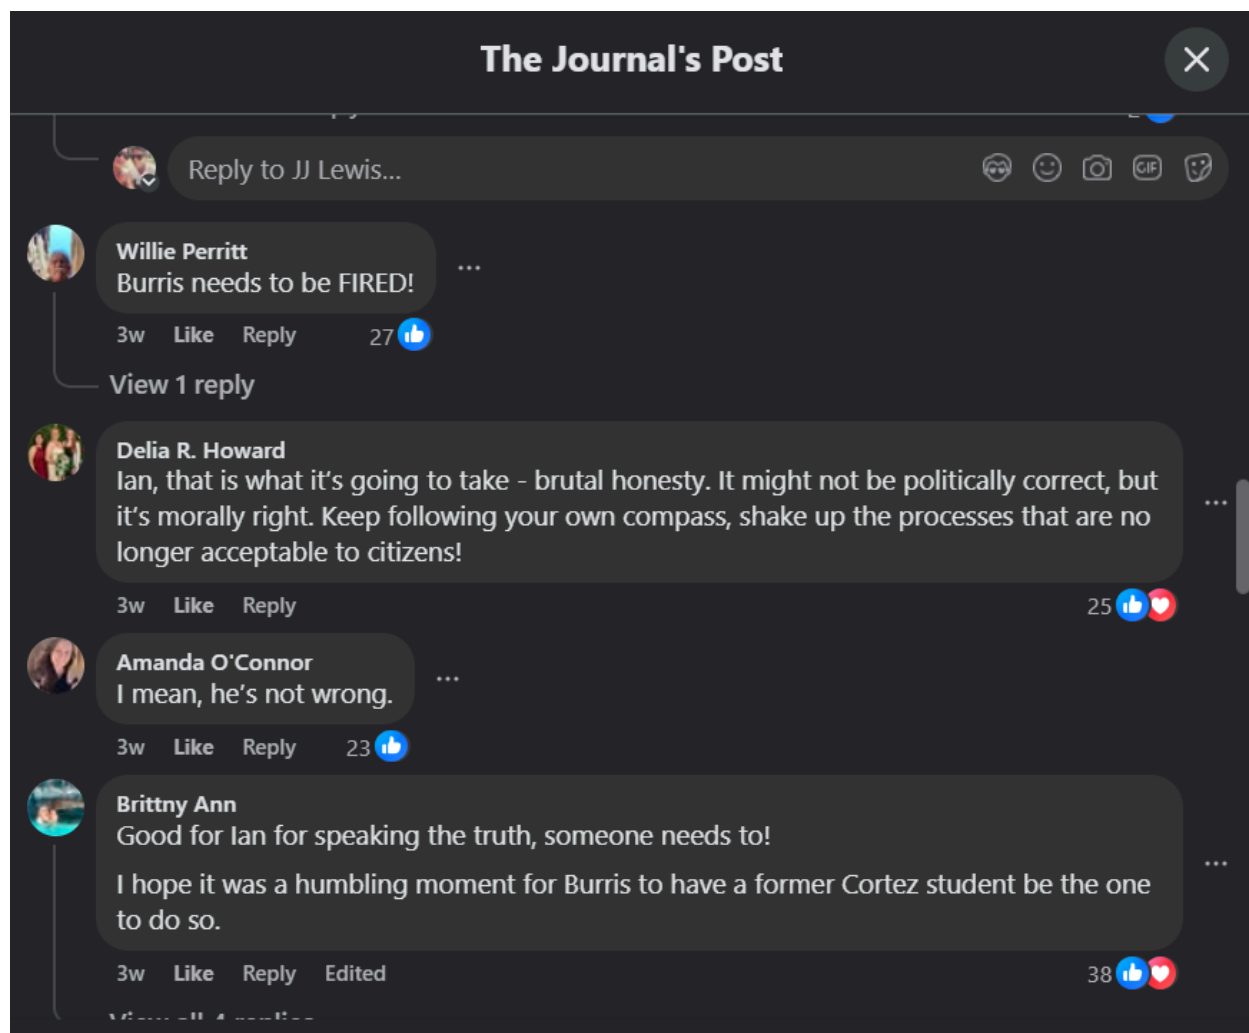 The Journal's Post
Reply to JJ Lewis...
GIF
Willie Perritt
Burris needs to be FIRED!
3w Like Reply 27
View 1 reply
Delia R. Howard
Ian, that is what it's going to take - brutal honesty. It might not be politically correct, but
it's morally right. Keep following your own compass, shake up the processes that are no
longer acceptable to citizens!
3w Like Reply 25
Amanda O'Connor
I mean, he's not wrong.
3w Like Reply 23
Brittny Ann
Good for Ian for speaking the truth, someone needs to!
I hope it was a humbling moment for Burris to have a former Cortez student be the one
to do so.
3w Like Reply Edited 38
View all 4 replies